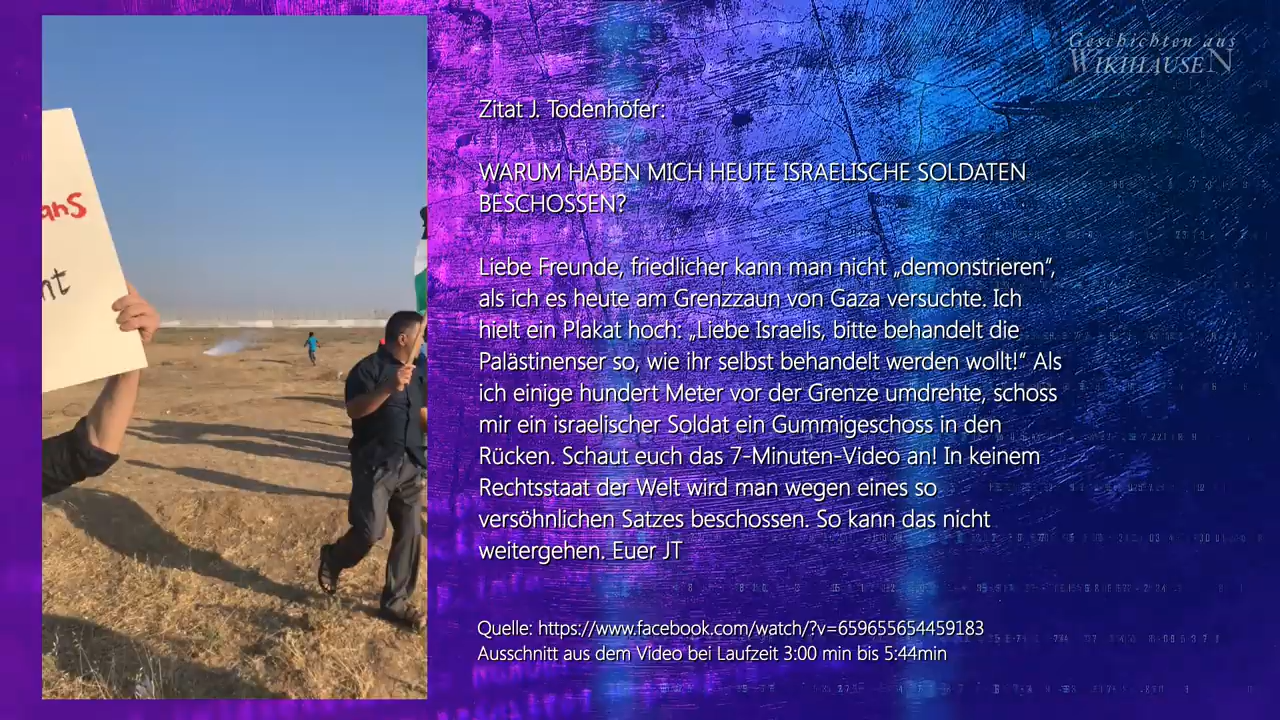 Geschichten aus
WIKIHAUSEN
ans
nt
Zitat J. Todenhöfer:
WARUM HABEN MICH HEUTE ISRAELISCHE SOLDATEN
BESCHOSSEN?
Liebe Freunde, friedlicher kann man nicht „demonstrieren“,
als ich es heute am Grenzzaun von Gaza versuchte. Ich
hielt ein Plakat hoch: „Liebe Israelis, bitte behandelt die
Palästinenser so, wie ihr selbst behandelt werden wollt!“ Als
ich einige hundert Meter vor der Grenze umdrehte, schoss
mir ein israelischer Soldat ein Gummigeschoss in den
Rücken. Schaut euch das 7-Minuten-Video an! In keinem
Rechtsstaat der Welt wird man wegen eines so
versöhnlichen Satzes beschossen. So kann das nicht
weitergehen. Euer JT
Quelle: https://www.facebook.com/watch/?v=659655654459183
Ausschnitt aus dem Video bei Laufzeit 3:00 min bis 5:44min